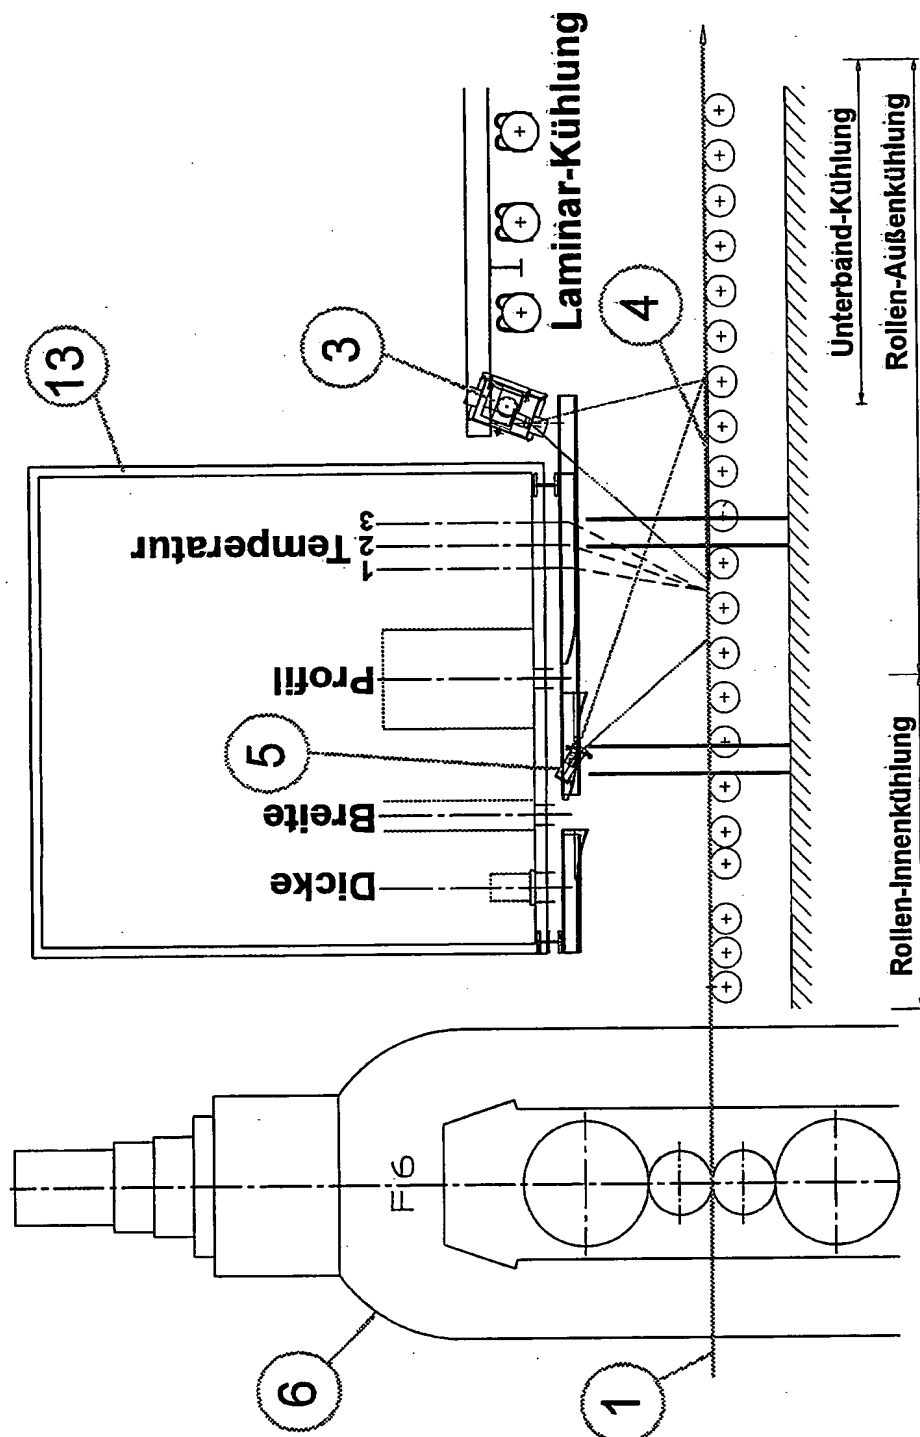 13
3
4
5
6
1
F6
Dicke
Breite
Profil
1
2
3
Temperatur
Laminar-Kühlung
Unterband-Kühlung
Rollen-Außenkühlung
Rollen-Innenkühlung